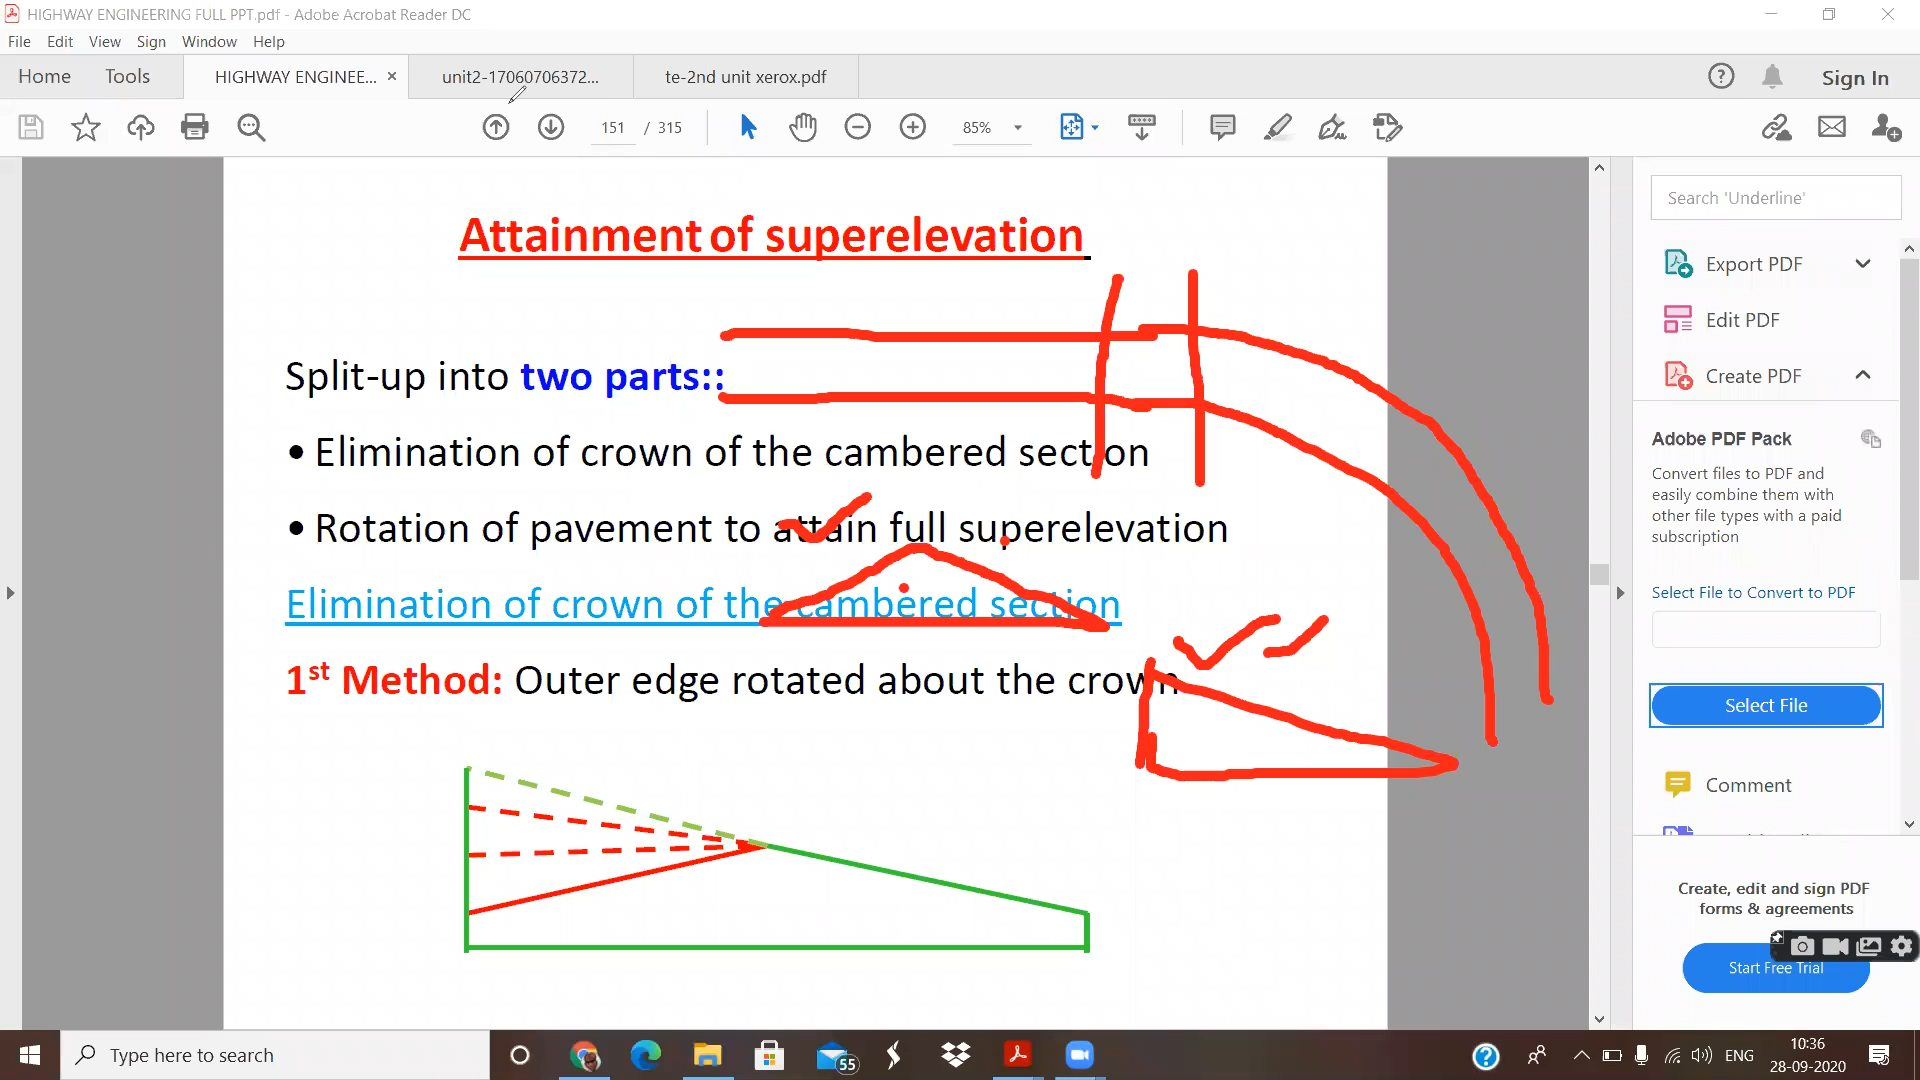 HIGHWAY ENGINEERING FULL PPT.pdf - Adobe Acrobat Reader DC
File Edit View Sign Window Help
Home Tools HIGHWAY ENGINEE... × unit2-17060706372... te-2nd unit xerox.pdf Sign In
151 / 315 85%
Attainment of superelevation
Split-up into two parts::
• Elimination of crown of the cambered section
• Rotation of pavement to attain full superelevation
Elimination of crown of the cambered section
1st Method: Outer edge rotated about the crown
Search 'Underline'
Export PDF
Edit PDF
Create PDF
Adobe PDF Pack
Convert files to PDF and
easily combine them with
other file types with a paid
subscription
Select File to Convert to PDF
Select File
Comment
Create, edit and sign PDF
forms & agreements
Start Free Trial
Type here to search
55
ENG
10:36
28-09-2020